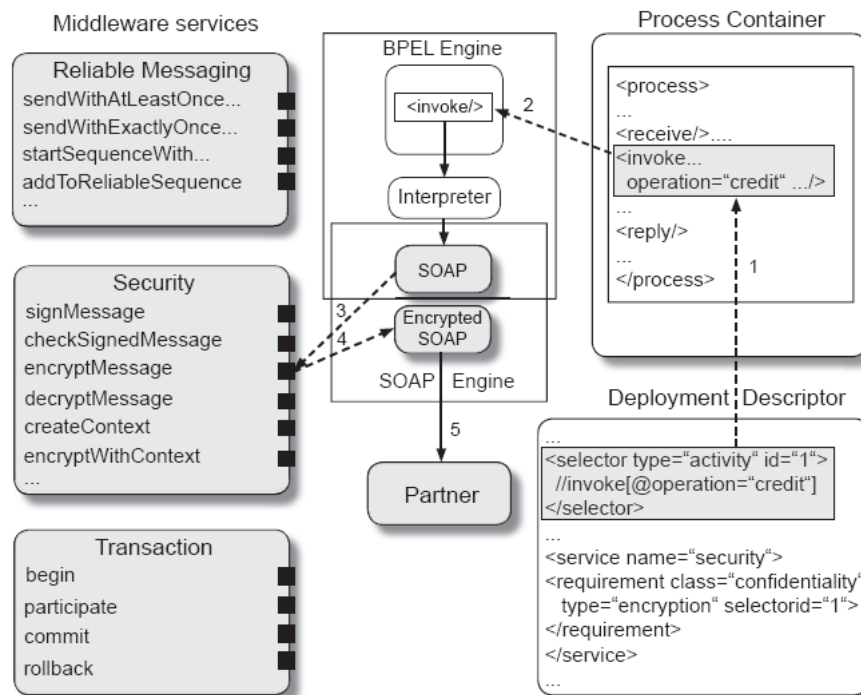 Middleware services
Reliable Messaging
sendWithAtLeastOnce...
sendWithExactlyOnce...
startSequenceWith...
addToReliableSequence
...
Security
signMessage
checkSignedMessage
encryptMessage
decryptMessage
createContext
encryptWithContext
...
Transaction
begin
participate
commit
rollback
BPEL Engine
<invoke/>
Interpreter
SOAP
Encrypted
SOAP
SOAP Engine
Partner
2
3
4
5
Process Container
<process>
...
<receive/>....
<invoke...
operation=“credit“ .../>
...
<reply/>
...
</process>
1
Deployment Descriptor
...
<selector type=“activity“ id=“1“>
//invoke[@operation=“credit“]
</selector>
...
<service name=“security“>
<requirement class=“confidentiality“
type=“encryption“ selectorid=“1“>
</requirement>
</service>
...